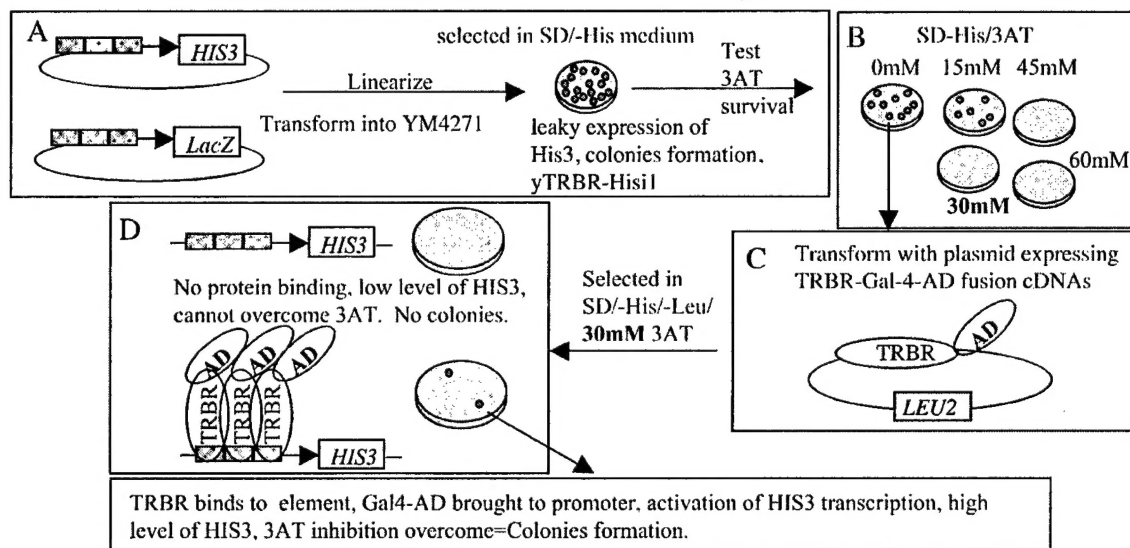 A
HIS3
LacZ
Linearize
Transform into YM4271
selected in SD/-His medium
leaky expression of
His3, colonies formation.
yTRBR-Hisi1
Test
3AT
survival
B
SD-His/3AT
0mM 15mM 45mM
30mM
60mM
C
Transform with plasmid expressing
TRBR-Gal-4-AD fusion cDNAs
AD
TRBR
LEU2
Selected in
SD/-His/-Leu/
30mM 3AT
D
HIS3
No protein binding, low level of HIS3,
cannot overcome 3AT. No colonies.
AD AD AD
TRBR TRBR TRBR
HIS3
TRBR binds to element, Gal4-AD brought to promoter, activation of HIS3 transcription, high
level of HIS3, 3AT inhibition overcome=Colonies formation.